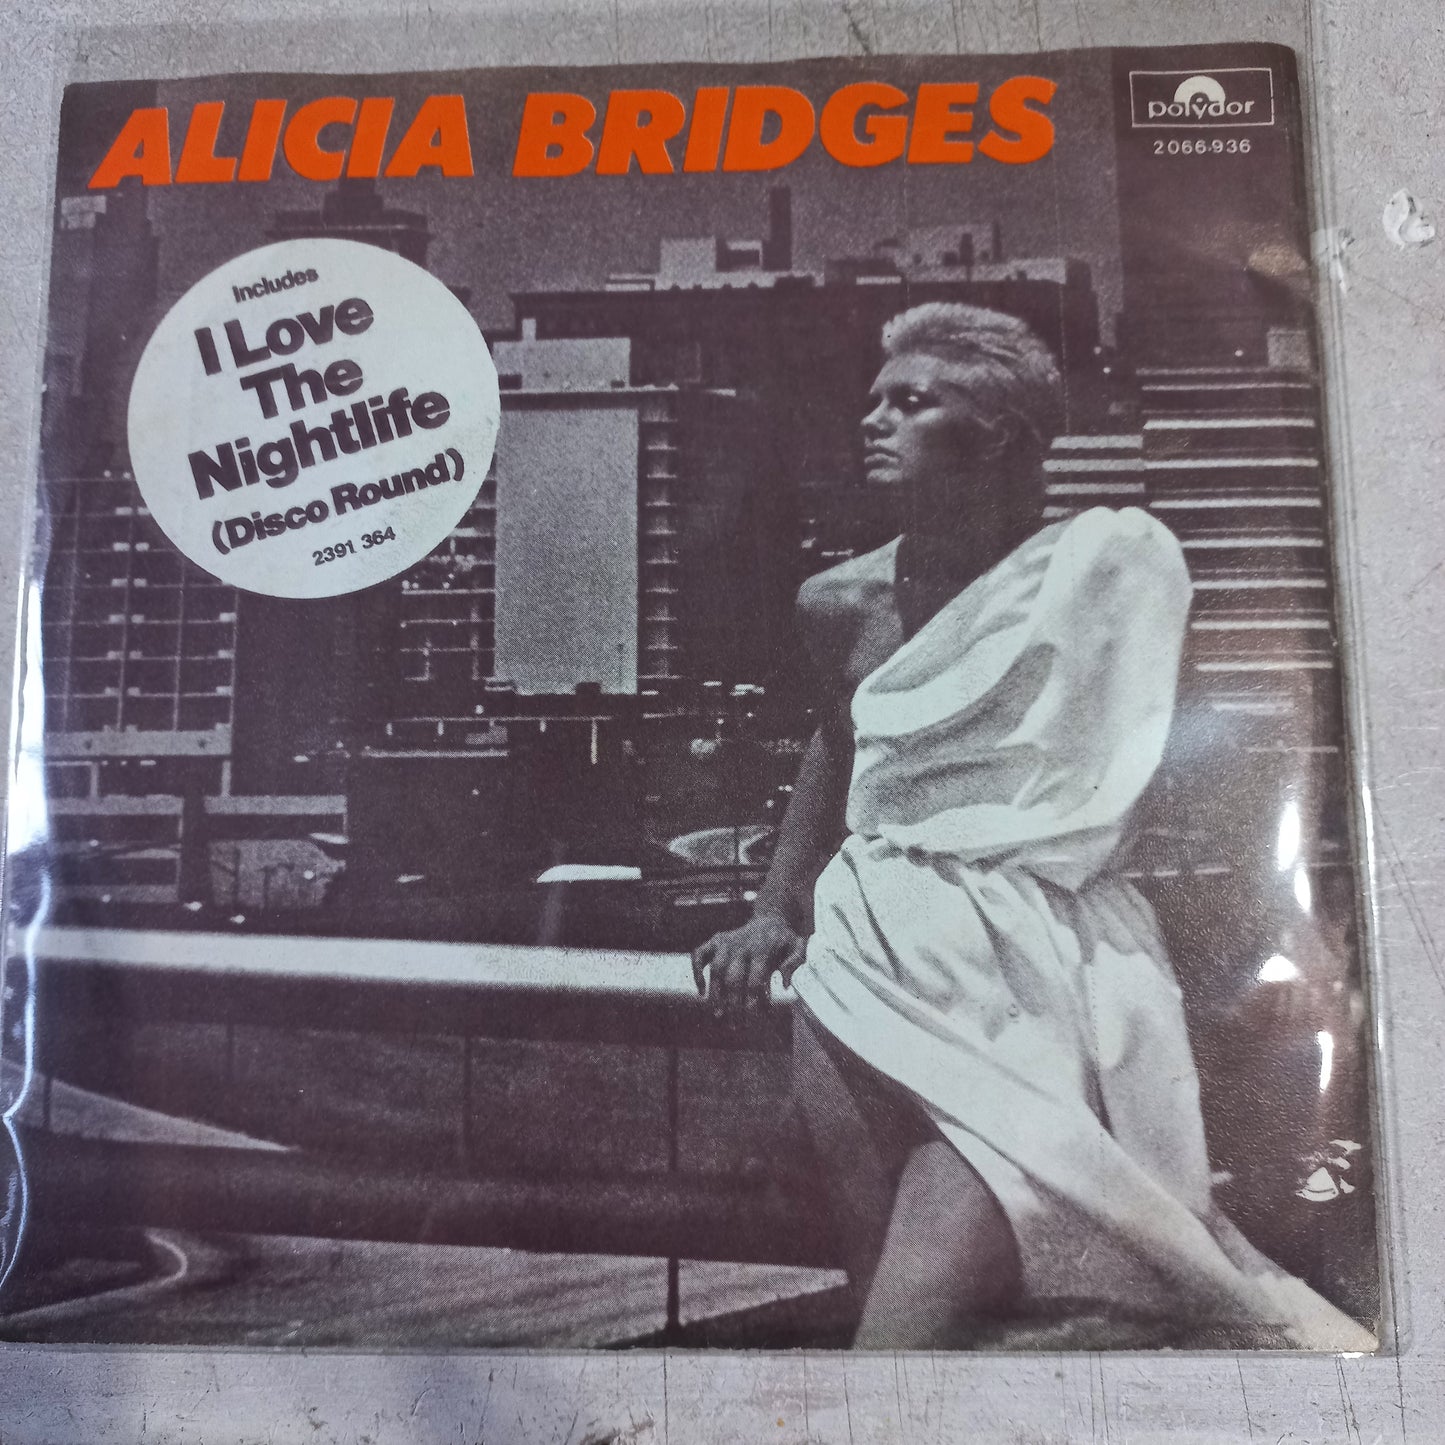 ALICIA BRIDGES
polydor
2066.936
Includes
I Love
The
Nightlife
(Disco Round)
2391 364